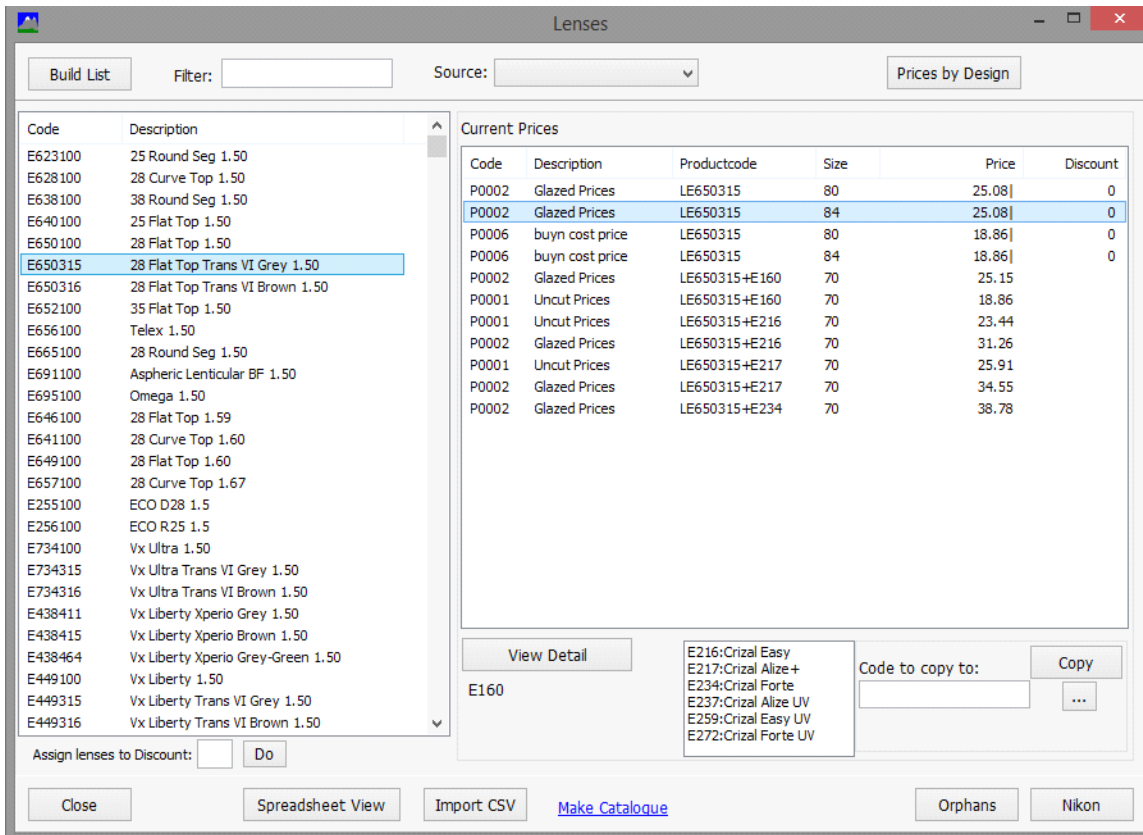 Lenses
Build List Filter: Source: Prices by Design
Code Description
E623100 25 Round Seg 1.50
E628100 28 Curve Top 1.50
E638100 38 Round Seg 1.50
E640100 25 Flat Top 1.50
E650100 28 Flat Top 1.50
E650315 28 Flat Top Trans VI Grey 1.50
E650316 28 Flat Top Trans VI Brown 1.50
E652100 35 Flat Top 1.50
E656100 Telex 1.50
E665100 28 Round Seg 1.50
E691100 Aspheric Lenticular BF 1.50
E695100 Omega 1.50
E646100 28 Flat Top 1.59
E641100 28 Curve Top 1.60
E649100 28 Flat Top 1.60
E657100 28 Curve Top 1.67
E255100 ECO D28 1.5
E256100 ECO R25 1.5
E734100 Vx Ultra 1.50
E734315 Vx Ultra Trans VI Grey 1.50
E734316 Vx Ultra Trans VI Brown 1.50
E438411 Vx Liberty Xperio Grey 1.50
E438415 Vx Liberty Xperio Brown 1.50
E438464 Vx Liberty Xperio Grey-Green 1.50
E449100 Vx Liberty 1.50
E449315 Vx Liberty Trans VI Grey 1.50
E449316 Vx Liberty Trans VI Brown 1.50
Assign lenses to Discount: Do
Current Prices
Code Description Productcode Size Price Discount
P0002 Glazed Prices LE650315 80 25.08| 0
P0002 Glazed Prices LE650315 84 25.08| 0
P0006 buyn cost price LE650315 80 18.86| 0
P0006 buyn cost price LE650315 84 18.86| 0
P0002 Glazed Prices LE650315+E160 70 25.15
P0001 Uncut Prices LE650315+E160 70 18.86
P0001 Uncut Prices LE650315+E216 70 23.44
P0002 Glazed Prices LE650315+E216 70 31.26
P0001 Uncut Prices LE650315+E217 70 25.91
P0002 Glazed Prices LE650315+E217 70 34.55
P0002 Glazed Prices LE650315+E234 70 38.78
View Detail
E160
E216:Crizal Easy
E217:Crizal Alize+
E234:Crizal Forte
E237:Crizal Alize UV
E259:Crizal Easy UV
E272:Crizal Forte UV
Code to copy to: Copy
...
Close Spreadsheet View Import CSV Make Catalogue Orphans Nikon